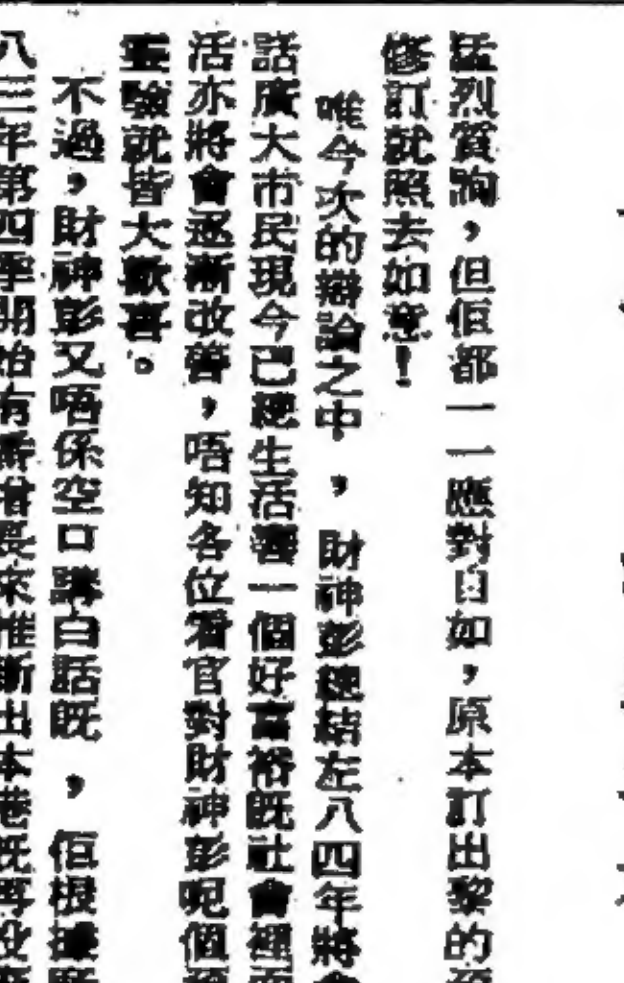 猛烈質詢，但佢都一一應對自如，原本訂出黎的
修訂就照去如意！
唯今次的辯論之中，財神彭總結左八四年將會
話廣大市民現今已經生活響一個好富裕既社會裡面
活亦將會逐漸改善，唔知各位看官對財神彭呢個預
靈驗就皆大歡喜。
不過，財神彭又唔係空口講白話既，佢根據
八三年第四季開始有